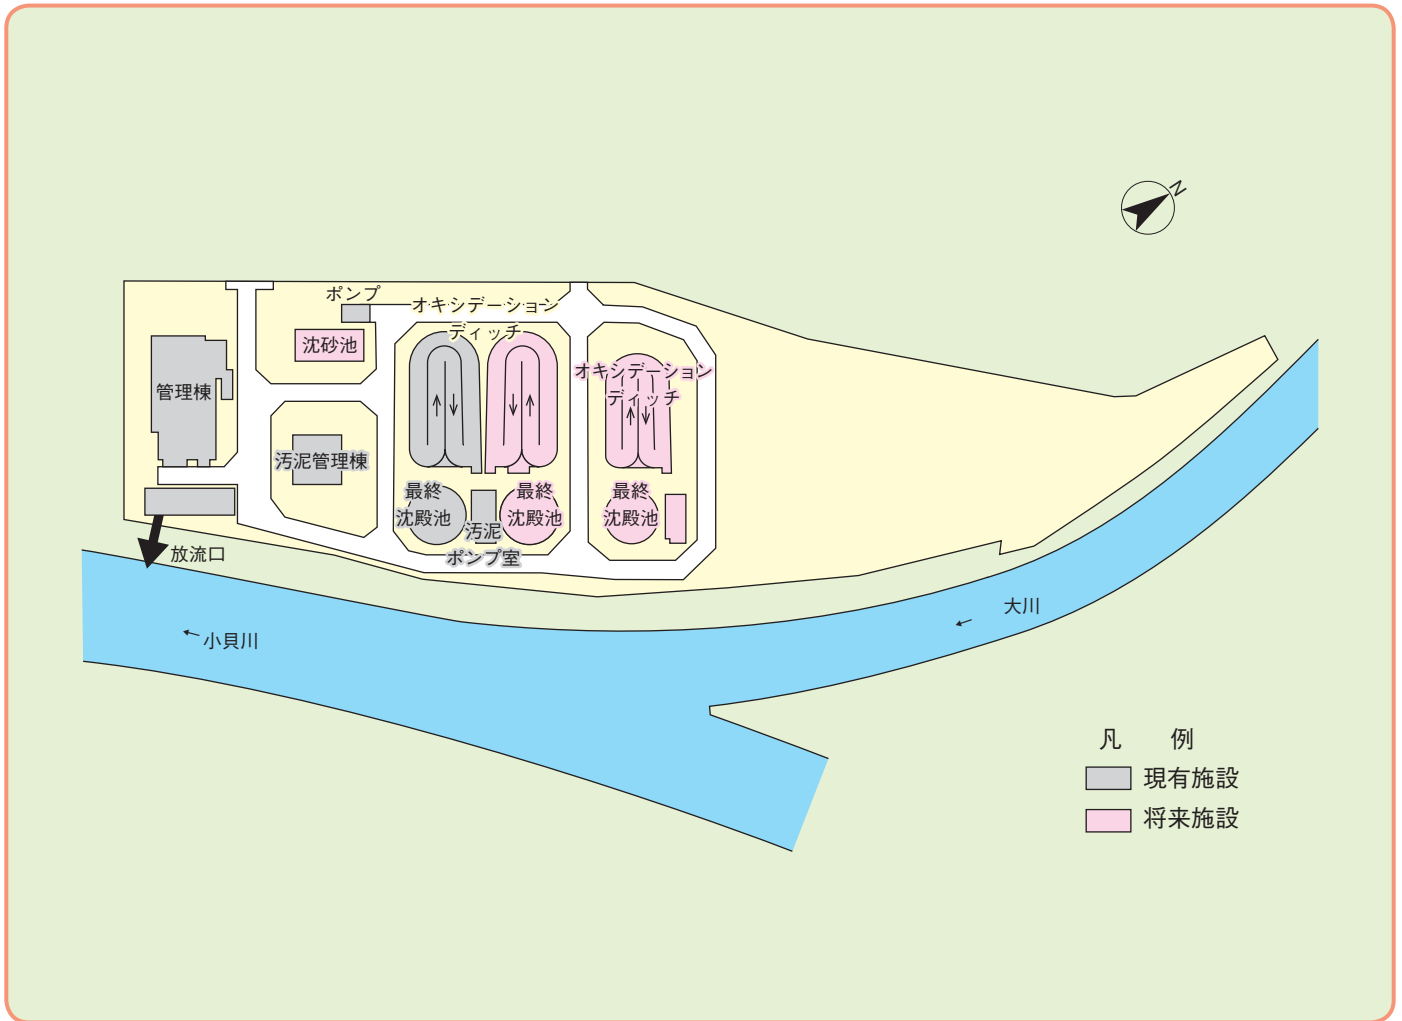 N
ポンプ
オキシデーション
ディッチ
沈砂池
管理棟
オキシデーション
ディッチ
汚泥管理棟
最終
沈殿池
汚泥
ポンプ室
最終
沈殿池
最終
沈殿池
放流口
小貝川
大川
凡 例
現有施設
将来施設